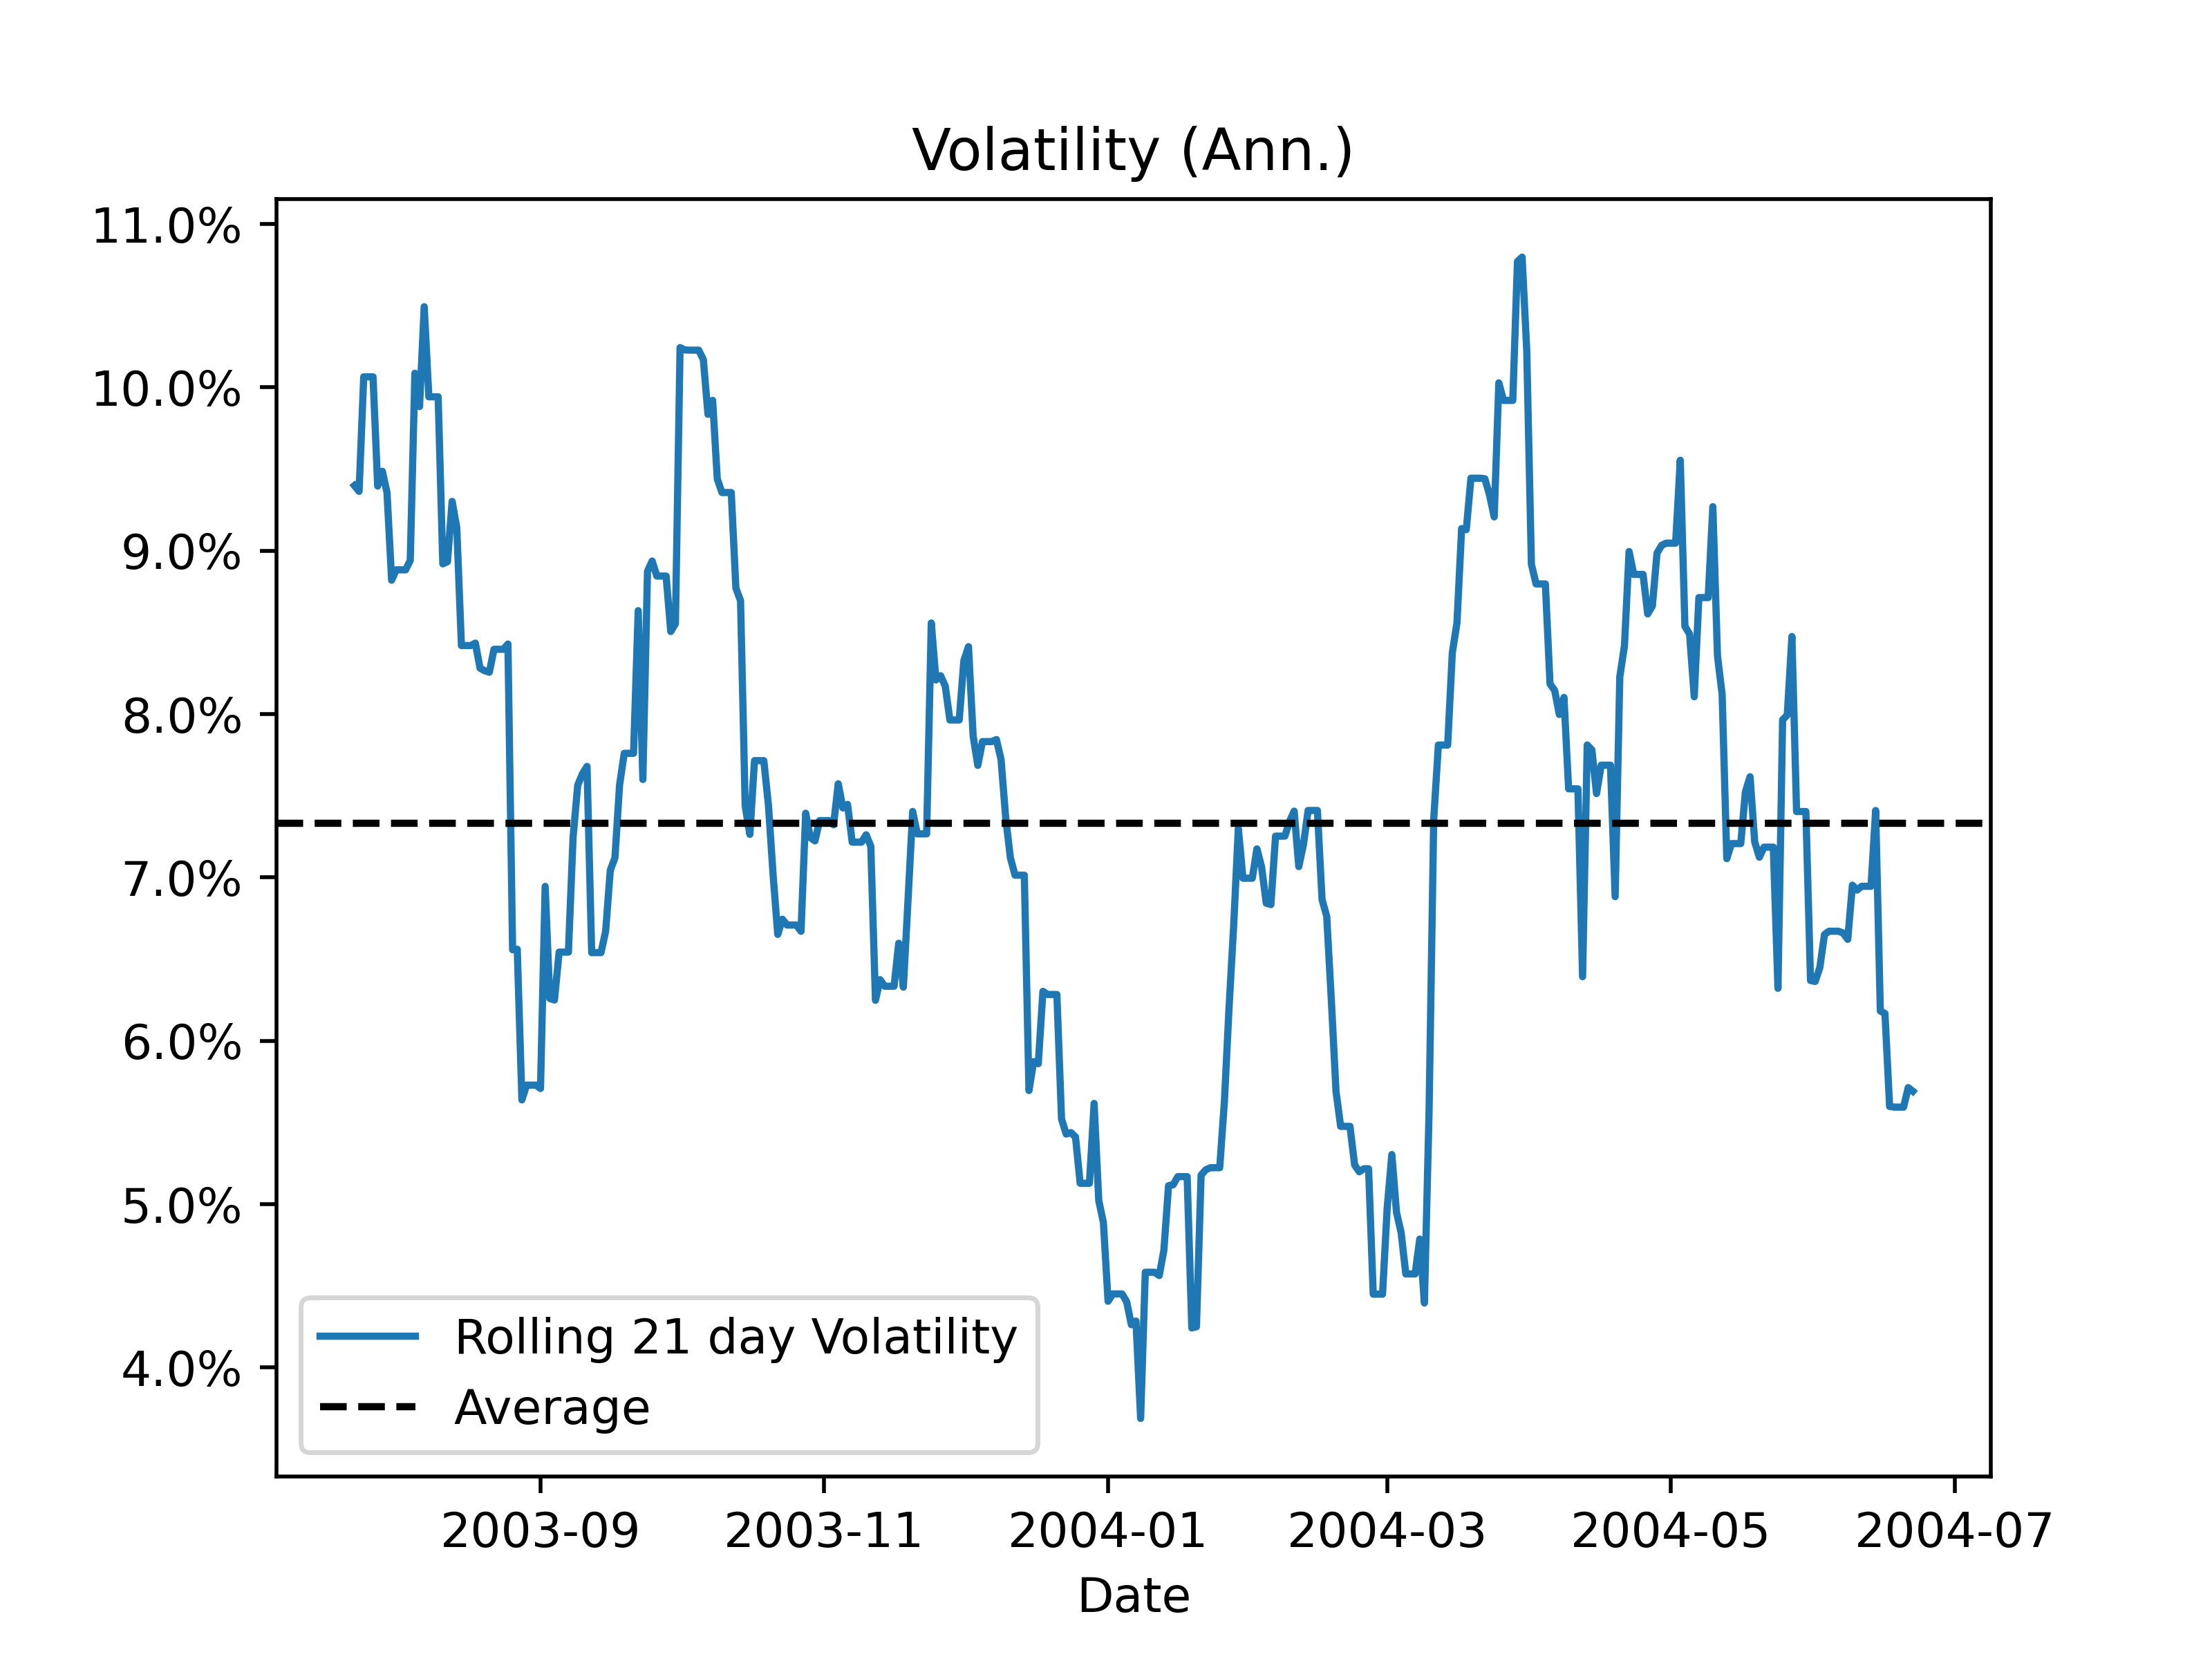 Volatility (Ann.)
11.0%
10.0%
9.0%
8.0%
7.0%
6.0%
5.0%
4.0%
Rolling 21 day Volatility
Average
2003-09 2003-11 2004-01 2004-03 2004-05 2004-07
Date